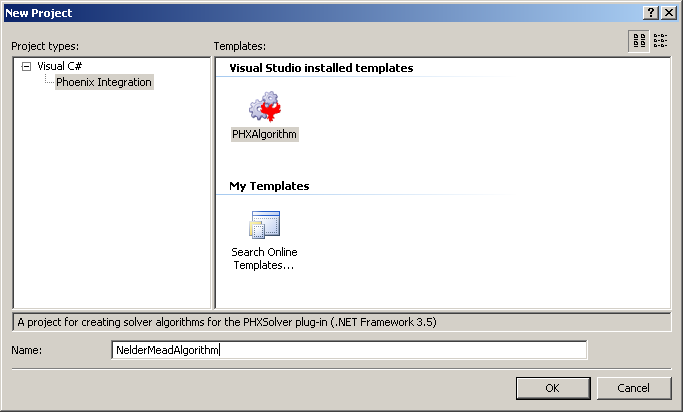 New Project
Project types:
Templates:
Visual C#
Phoenix Integration
Visual Studio installed templates
PHXAlgorithm
My Templates
Search Online
Templates...
A project for creating solver algorithms for the PHXSolver plug-in (.NET Framework 3.5)
Name:
NelderMeadAlgorithm
OK
Cancel